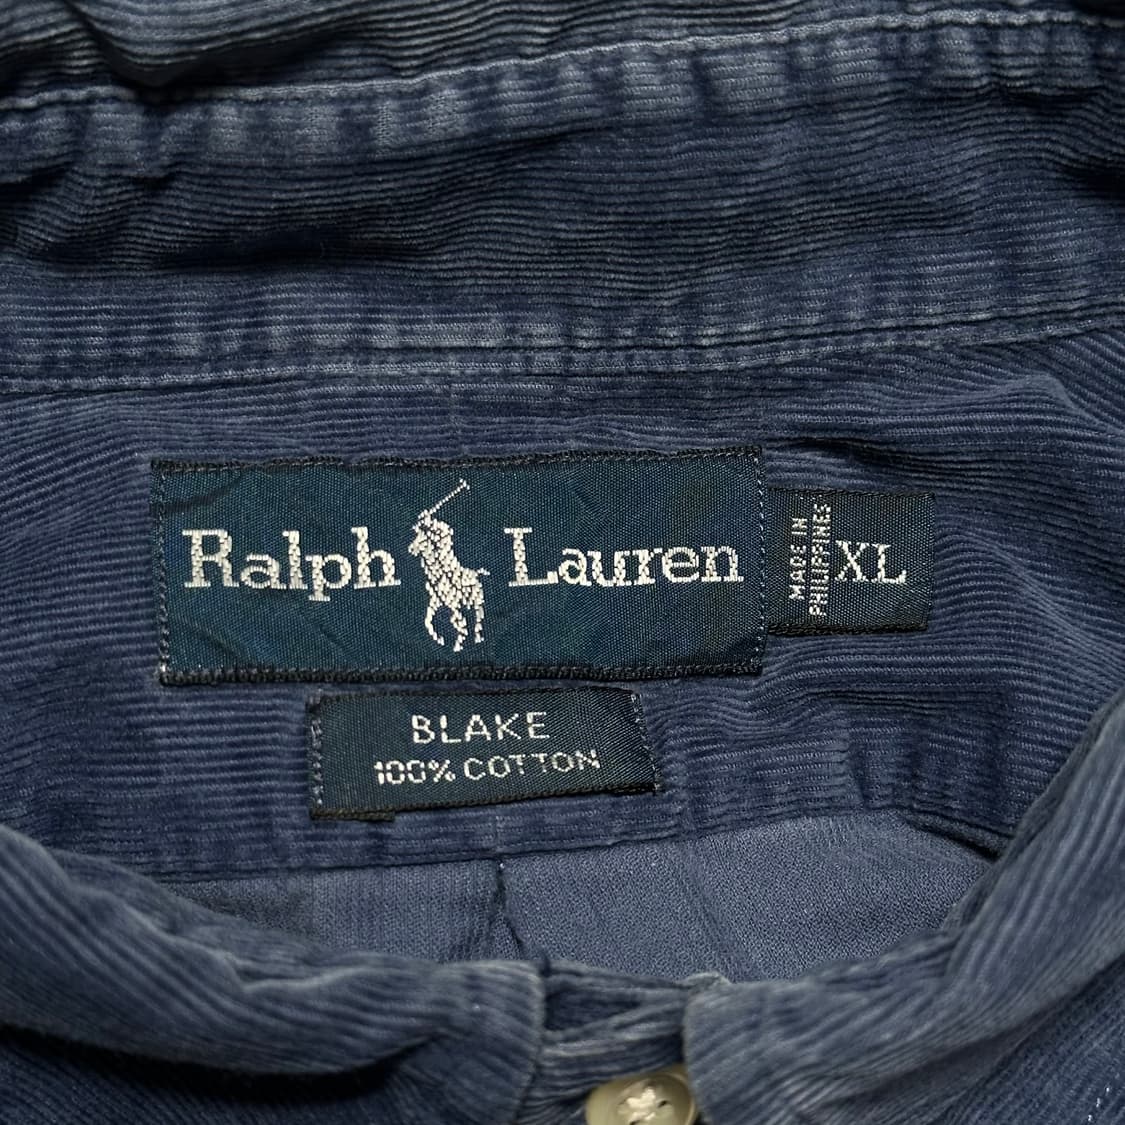 Ralph Lauren
MADE IN
PHILIPPINES
XL
BLAKE
100% COTTON